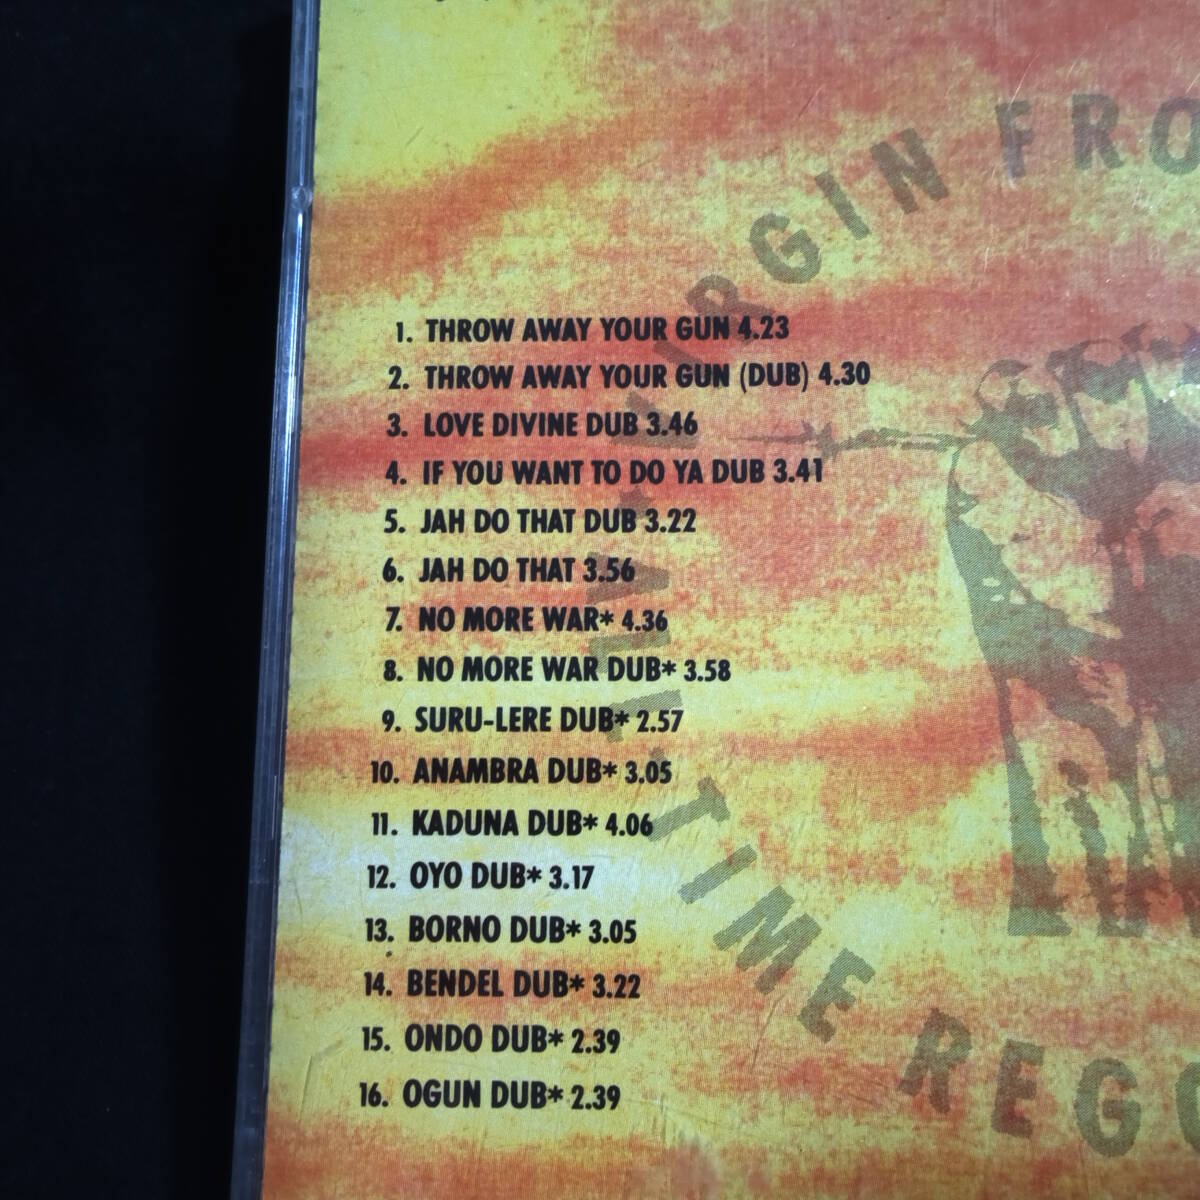 1. THROW AWAY YOUR GUN 4.23
2. THROW AWAY YOUR GUN (DUB) 4.30
3. LOVE DIVINE DUB 3.46
4. IF YOU WANT TO DO YA DUB 3.41
5. JAH DO THAT DUB 3.22
6. JAH DO THAT 3.56
7. NO MORE WAR* 4.36
8. NO MORE WAR DUB* 3.58
9. SURU-LERE DUB* 2.57
10. ANAMBRA DUB* 3.05
11. KADUNA DUB* 4.06
12. OYO DUB* 3.17
13. BORNO DUB* 3.05
14. BENDEL DUB* 3.22
15. ONDO DUB* 2.39
16. OGUN DUB* 2.39
VIRGIN FRO
ALL TIME REGG